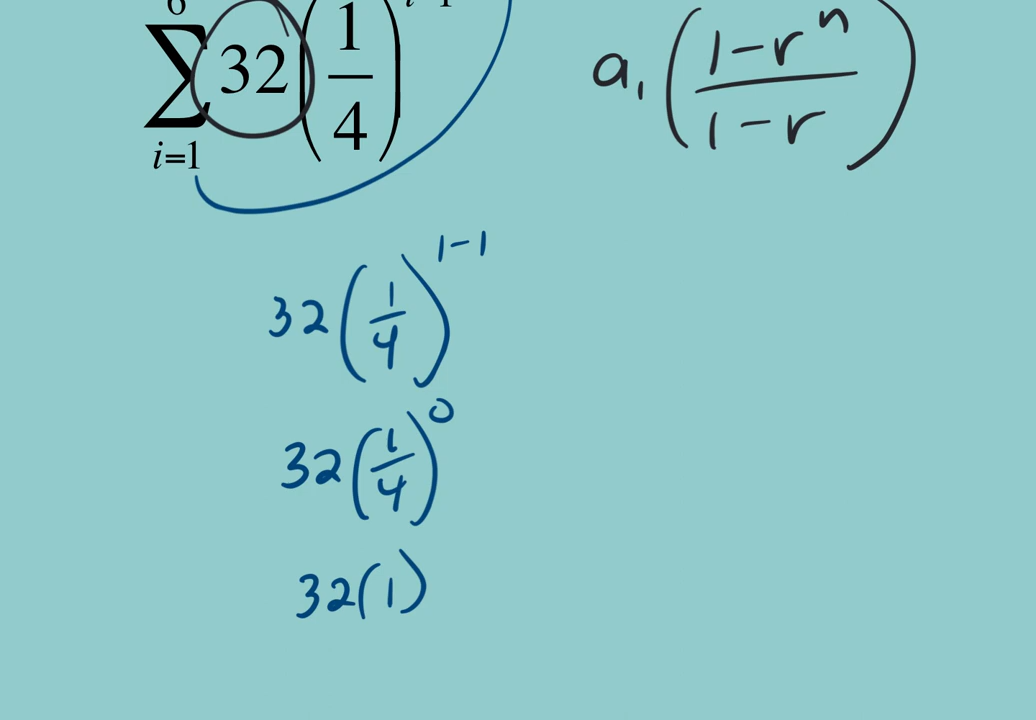 6
∑ 32 (1/4)^(i-1)
i=1
a₁ ((1-rⁿ)/(1-r))
32 (1/4)^(1-1)
32 (1/4)^0
32(1)